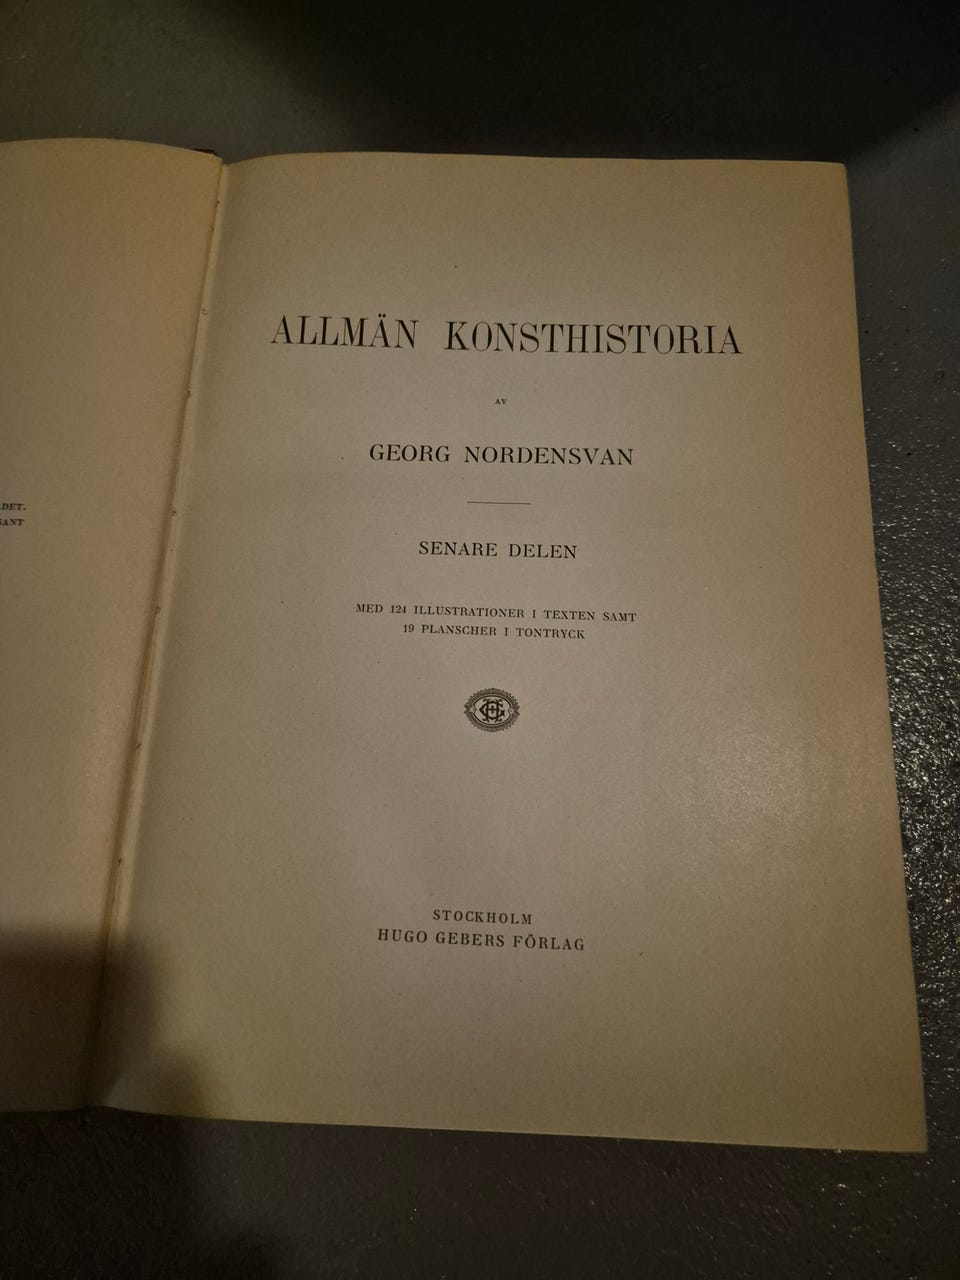 DET.
ALLMÄN KONSTHISTORIA
AV
GEORG NORDENSVAN
SENARE DELEN
MED 124 ILLUSTRATIONER I TEXTEN SAMT
19 PLANSCHER I TONTRYCK
STOCKHOLM
HUGO GEBERS FÖRLAG